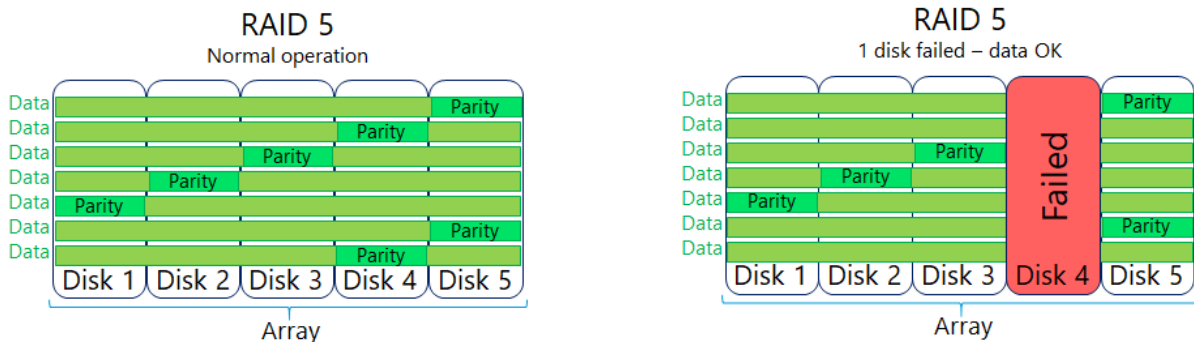 RAID 5
Normal operation
Data Parity
Data Parity
Data Parity
Data Parity
Data Parity
Data Parity
Data Parity
Disk 1 Disk 2 Disk 3 Disk 4 Disk 5
Array
RAID 5
1 disk failed – data OK
Data Parity
Data
Data Parity
Data Parity
Data Parity
Data Parity
Data
Failed
Disk 1 Disk 2 Disk 3 Disk 4 Disk 5
Array